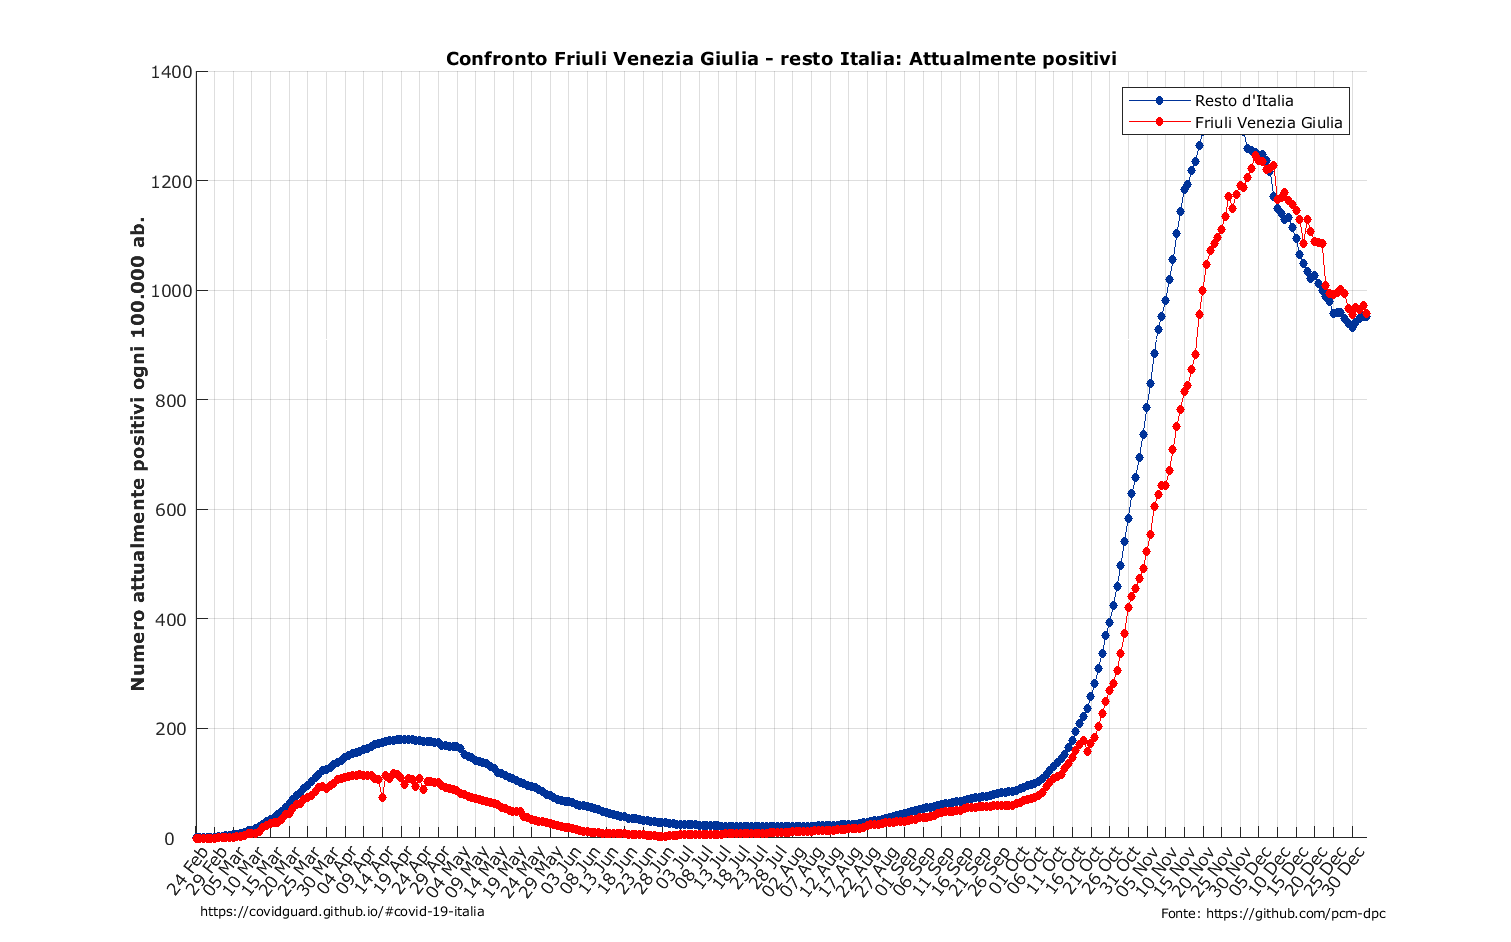 Confronto Friuli Venezia Giulia - resto Italia: Attualmente positivi
Resto d'Italia
Friuli Venezia Giulia
Numero attualmente positivi ogni 100.000 ab.
1400
1200
1000
800
600
400
200
0
24 Feb
29 Feb
05 Mar
10 Mar
15 Mar
20 Mar
25 Mar
30 Mar
04 Apr
09 Apr
14 Apr
19 Apr
24 Apr
29 Apr
04 May
09 May
14 May
19 May
24 May
29 May
03 Jun
08 Jun
13 Jun
18 Jun
23 Jun
28 Jun
03 Jul
08 Jul
13 Jul
18 Jul
23 Jul
28 Jul
02 Aug
07 Aug
12 Aug
17 Aug
22 Aug
27 Aug
01 Sep
06 Sep
11 Sep
16 Sep
21 Sep
26 Sep
01 Oct
06 Oct
11 Oct
16 Oct
21 Oct
26 Oct
31 Oct
05 Nov
10 Nov
15 Nov
20 Nov
25 Nov
30 Nov
05 Dec
10 Dec
15 Dec
20 Dec
25 Dec
30 Dec
https://covidguard.github.io/#covid-19-italia
Fonte: https://github.com/pcm-dpc